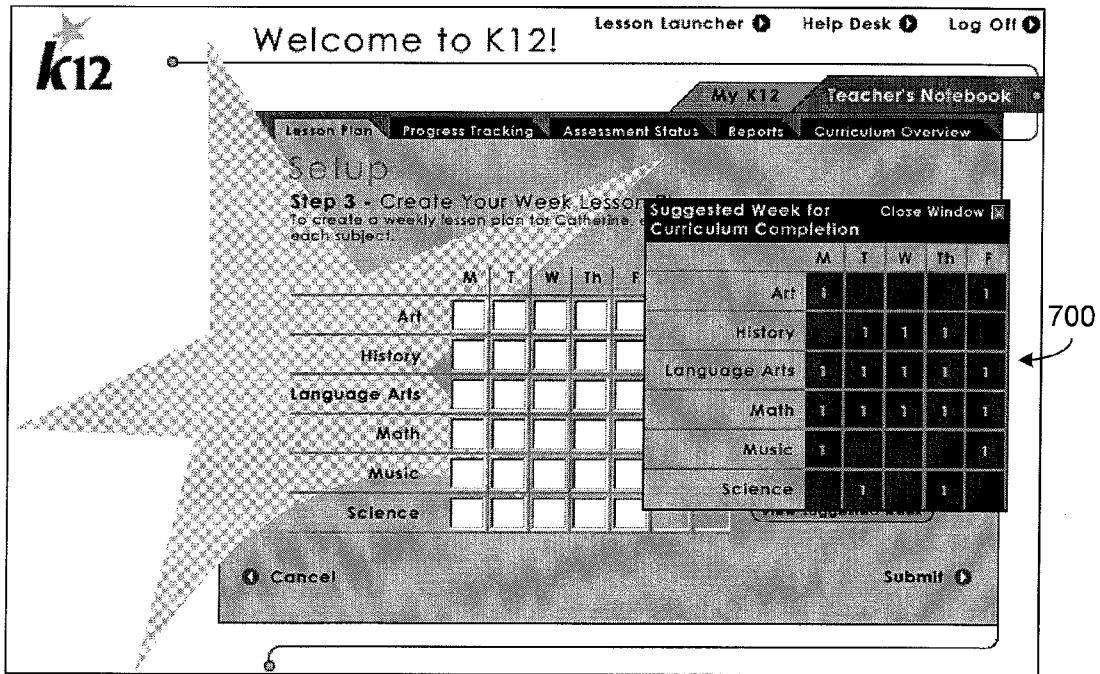 k12
Welcome to K12!
Lesson Launcher
Help Desk
Log Off
My K12
Teacher's Notebook
Lesson Plan
Progress Tracking
Assessment Status
Reports
Curriculum Overview
Setup
Step 3 - Create Your Week Lesson
To create a weekly lesson plan for Catherine,
each subject.
M T W Th F
Art
History
Language Arts
Math
Music
Science
Suggested Week for
Curriculum Completion
Close Window
M T W Th F
Art 1 1
History 1 1 1
Language Arts 1 1 1 1 1
Math 1 1 1 1 1
Music 1 1
Science 1 1
Cancel
Submit
700